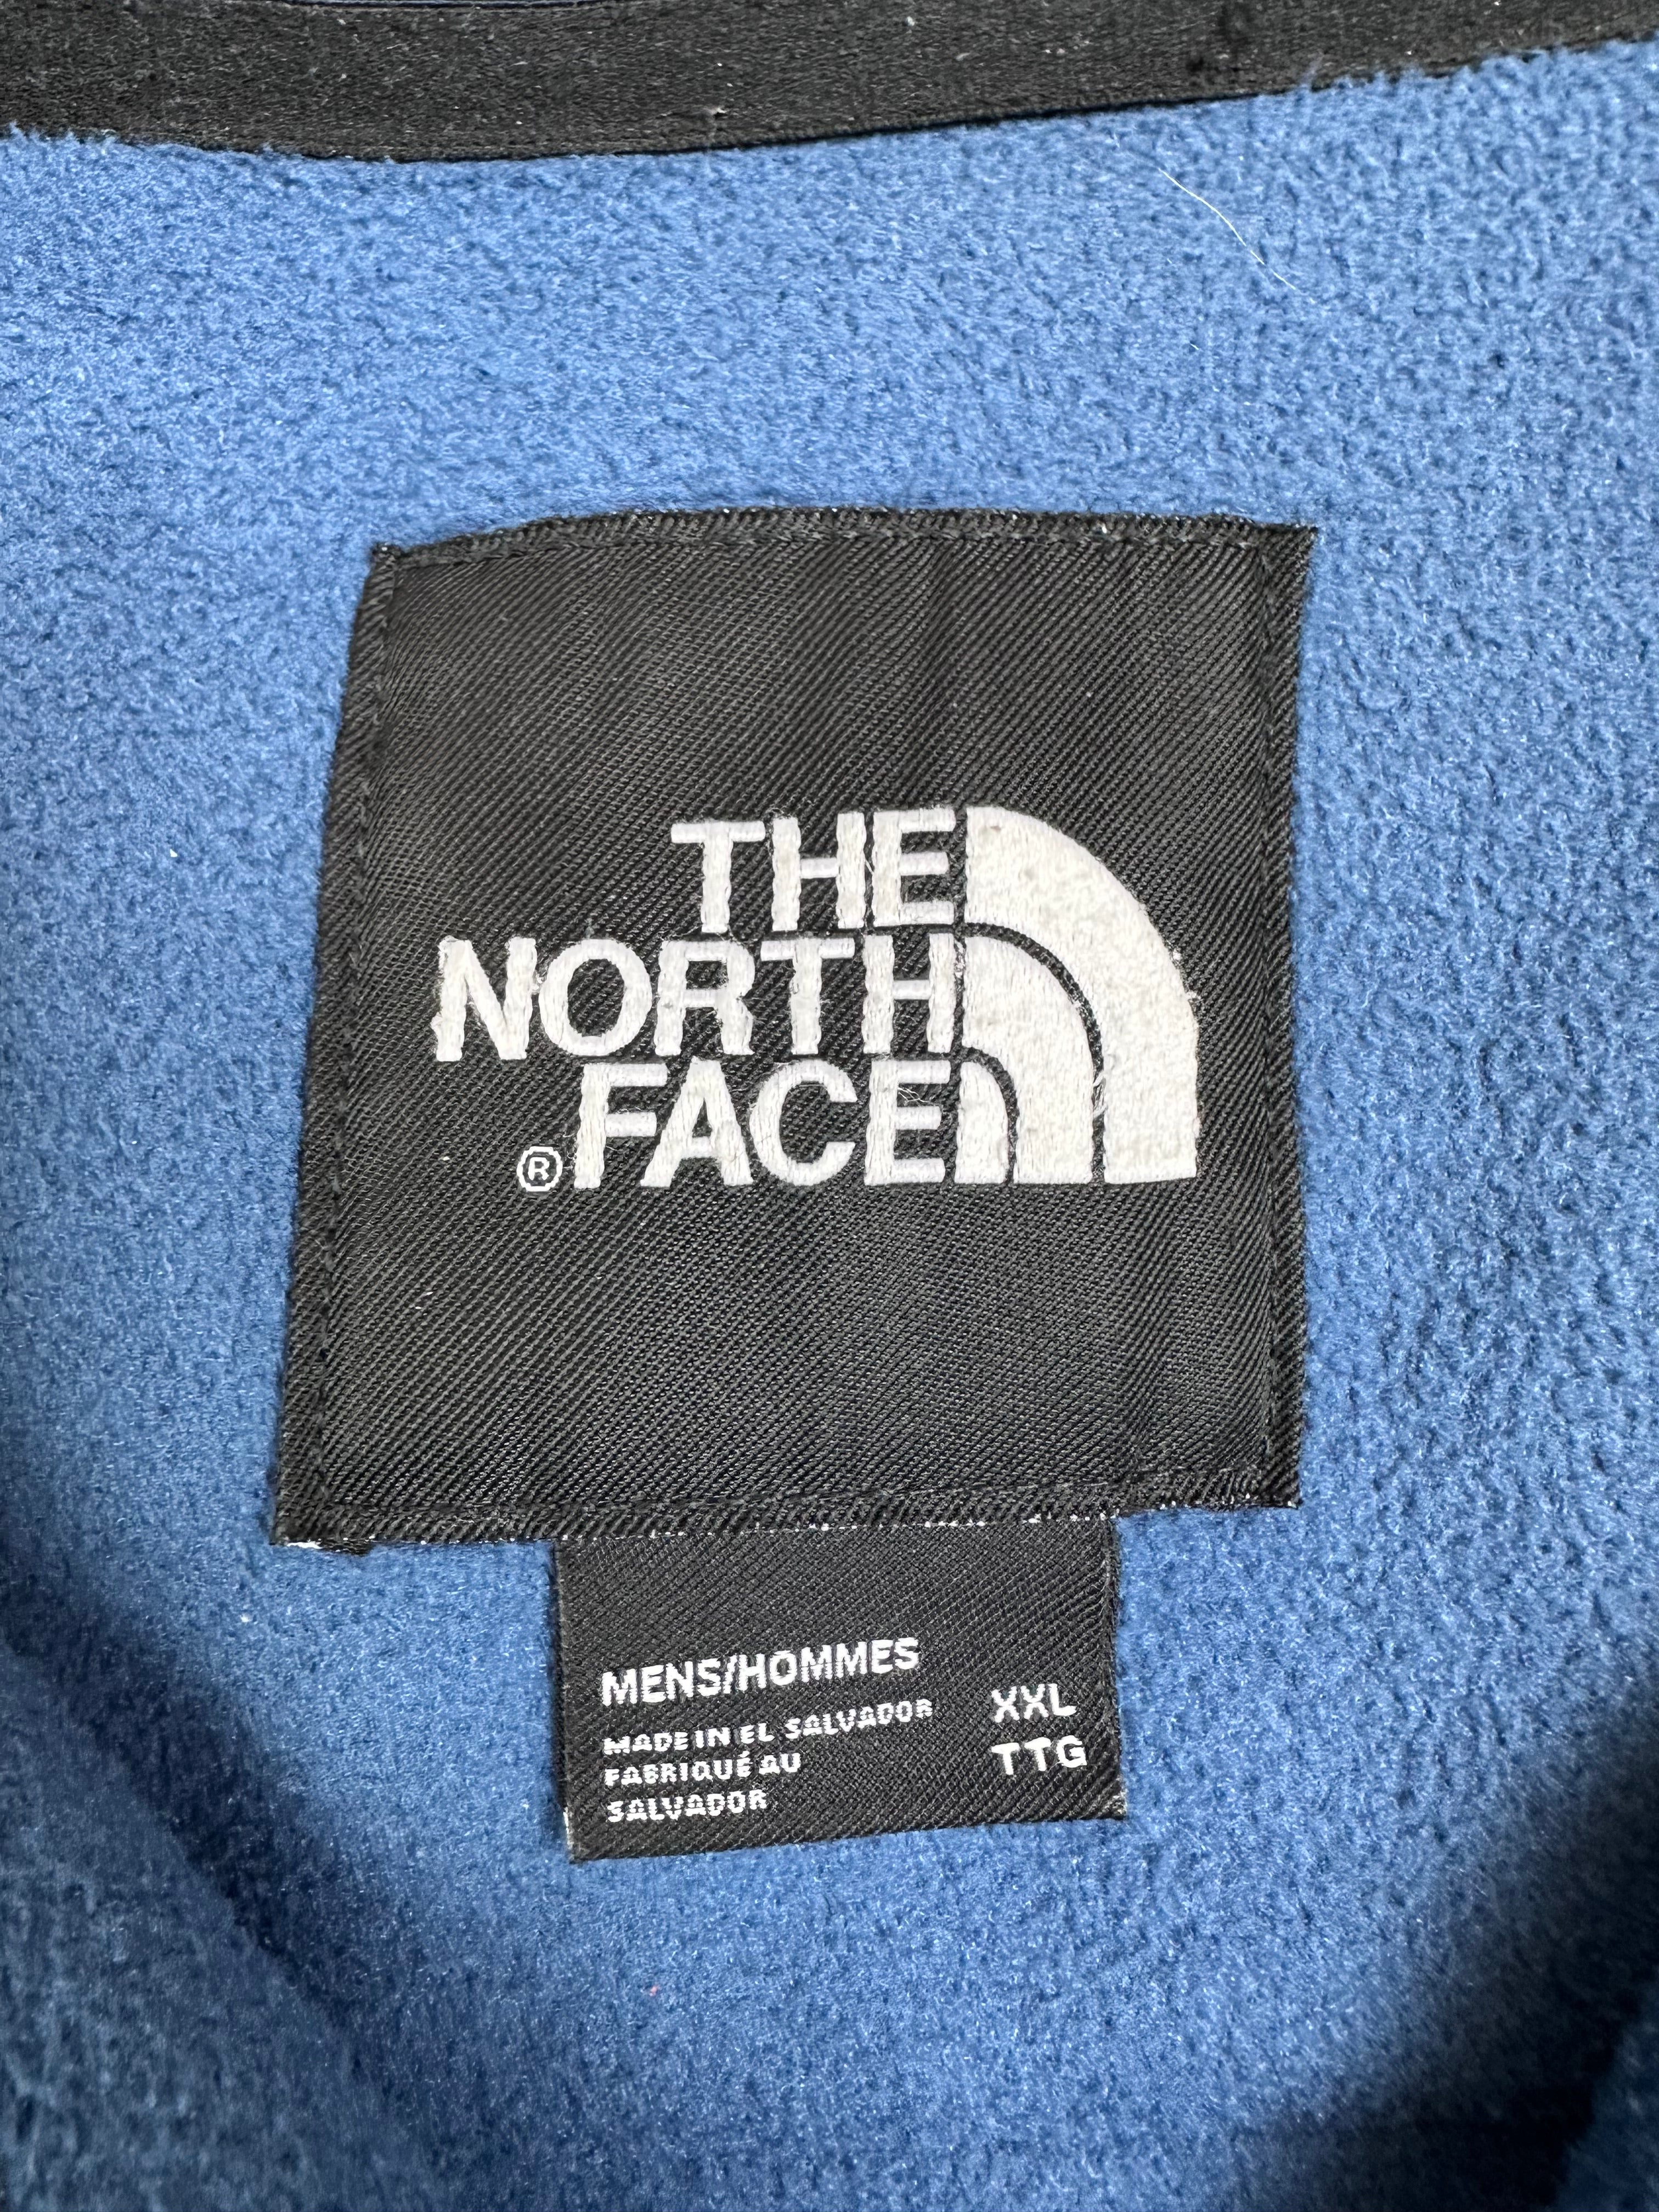 THE
NORTH
®FACE
MENS/HOMMES
MADE IN EL SALVADOR
FABRIQUÉ AU
SALVADOR
XXL
TTG